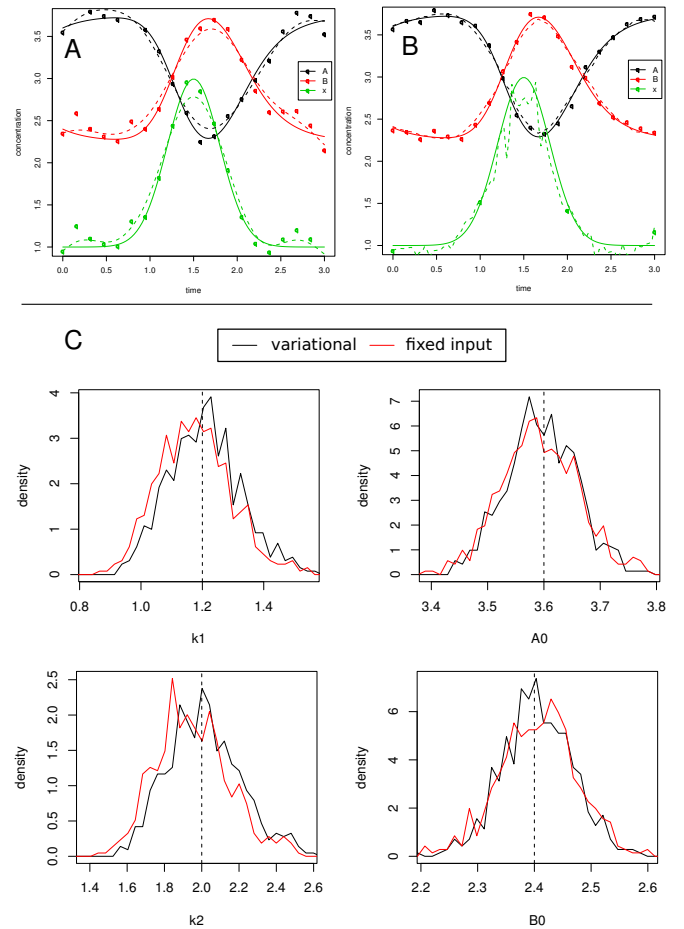 A
B
3.5
3.0
2.5
2.0
1.5
1.0
concentration
A
B
x
0.0 0.5 1.0 1.5 2.0 2.5 3.0
time
3.5
3.0
2.5
2.0
1.5
1.0
concentration
A
B
x
0.0 0.5 1.0 1.5 2.0 2.5 3.0
time
C
variational fixed input
4
3
2
1
0
density
0.8 1.0 1.2 1.4
k1
7
6
5
4
3
2
1
0
density
3.4 3.5 3.6 3.7 3.8
A0
2.5
2.0
1.5
1.0
0.5
0.0
density
1.4 1.6 1.8 2.0 2.2 2.4 2.6
k2
6
4
2
0
density
2.2 2.3 2.4 2.5 2.6
B0